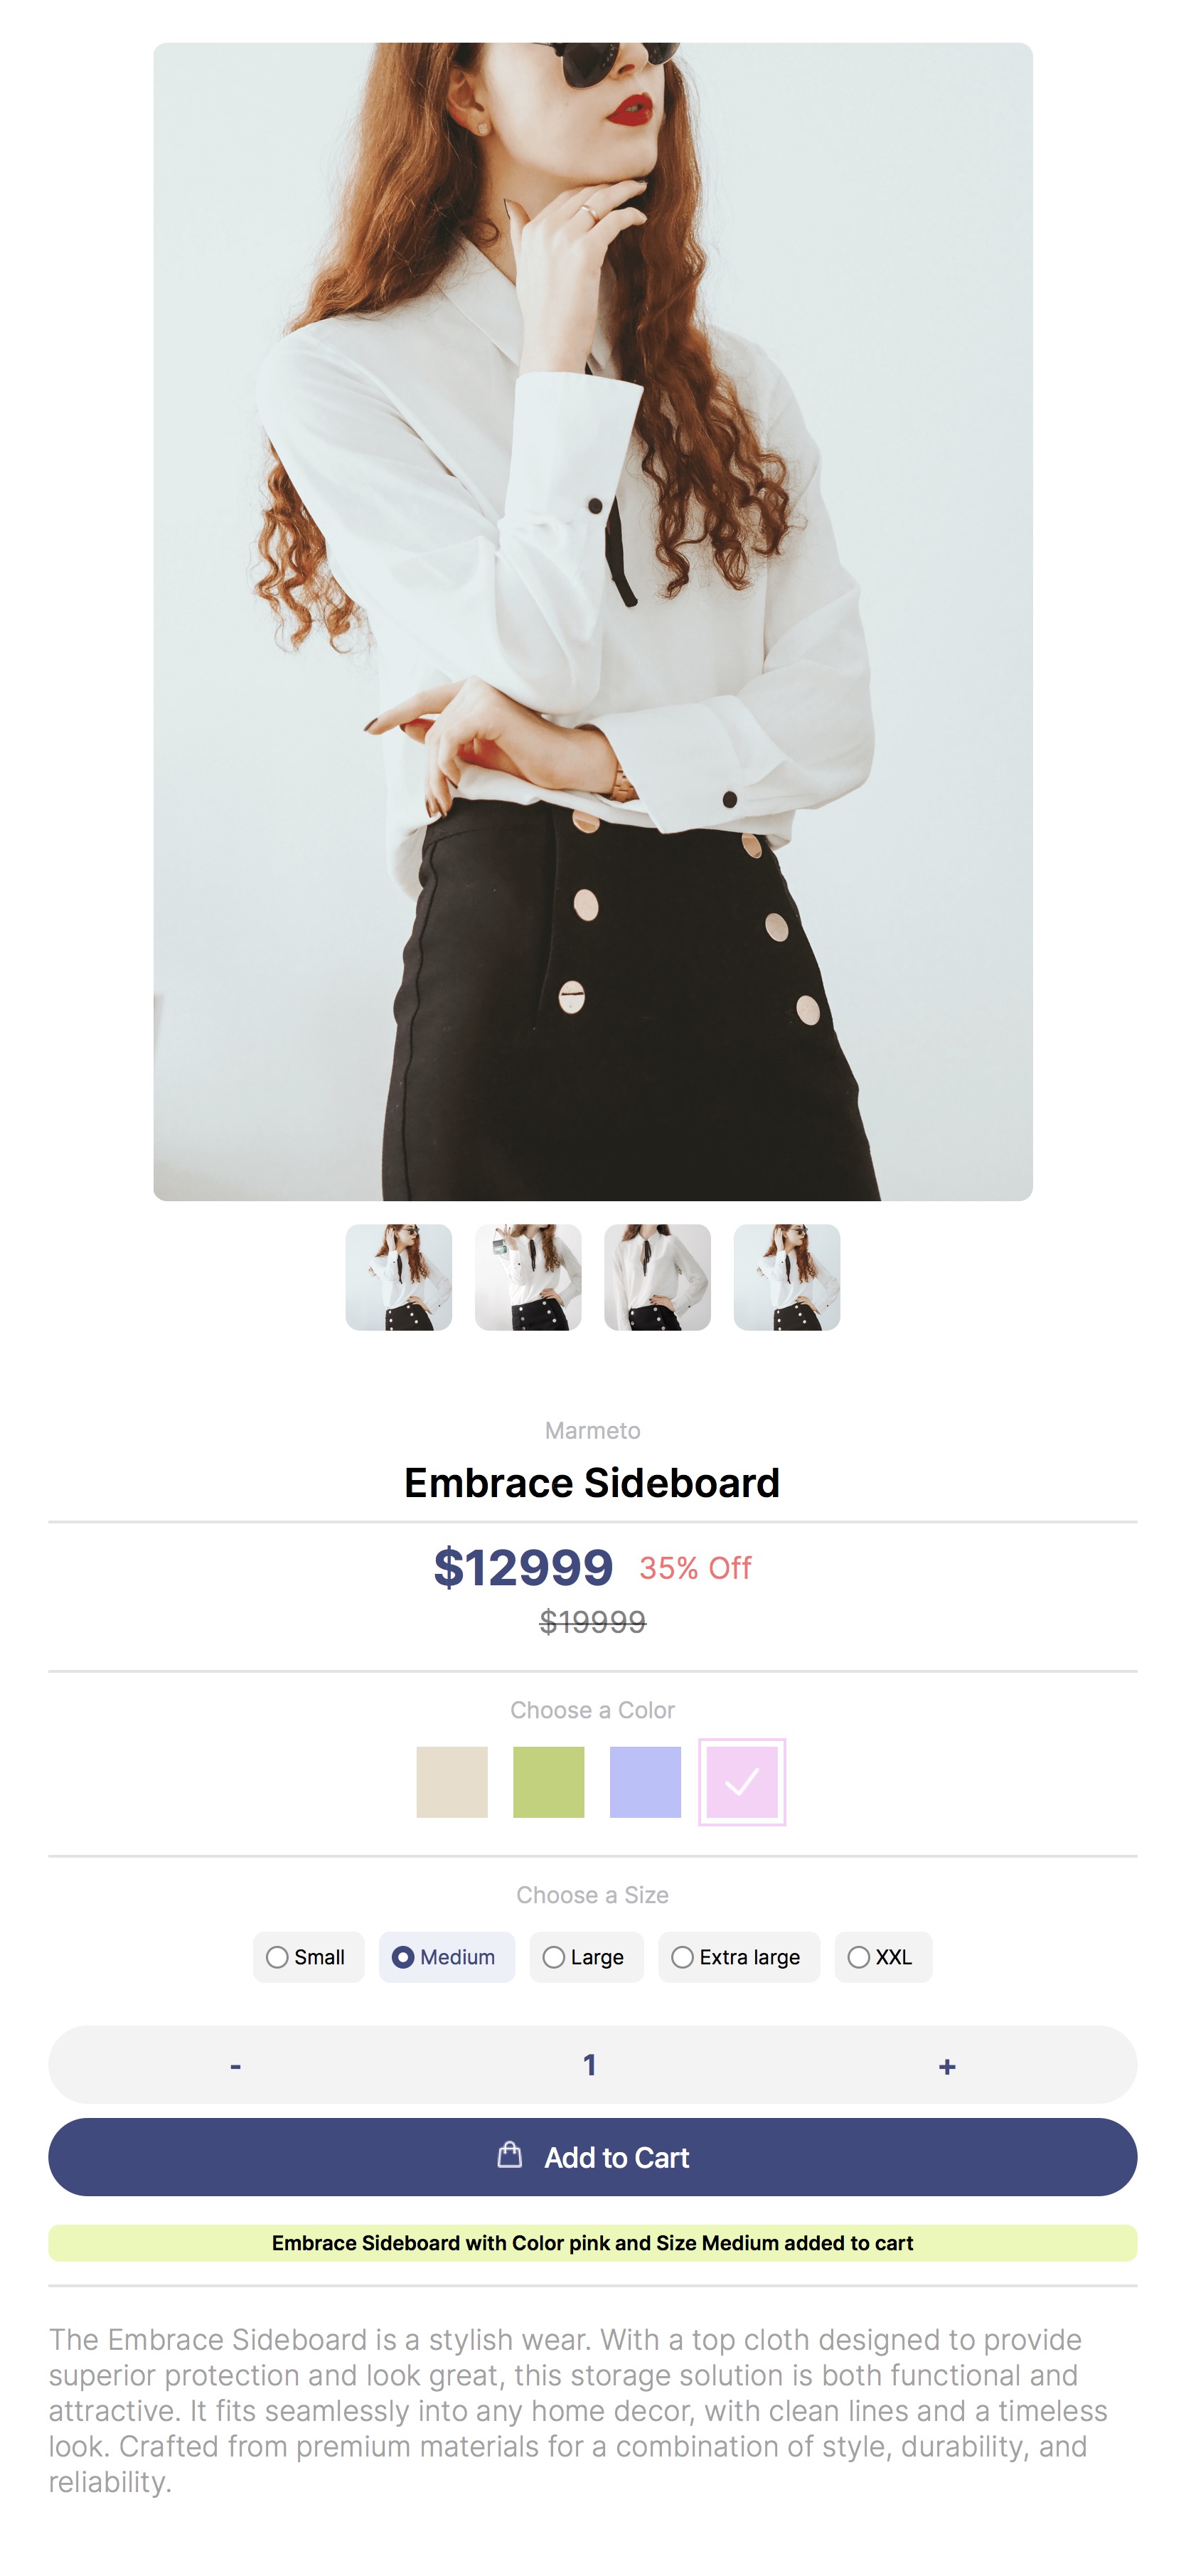 Marmeto
Embrace Sideboard
$12999 35% Off
$19999
Choose a Color
Choose a Size
Small Medium Large Extra large XXL
- 1 +
Add to Cart
Embrace Sideboard with Color pink and Size Medium added to cart
The Embrace Sideboard is a stylish wear. With a top cloth designed to provide
superior protection and look great, this storage solution is both functional and
attractive. It fits seamlessly into any home decor, with clean lines and a timeless
look. Crafted from premium materials for a combination of style, durability, and
reliability.